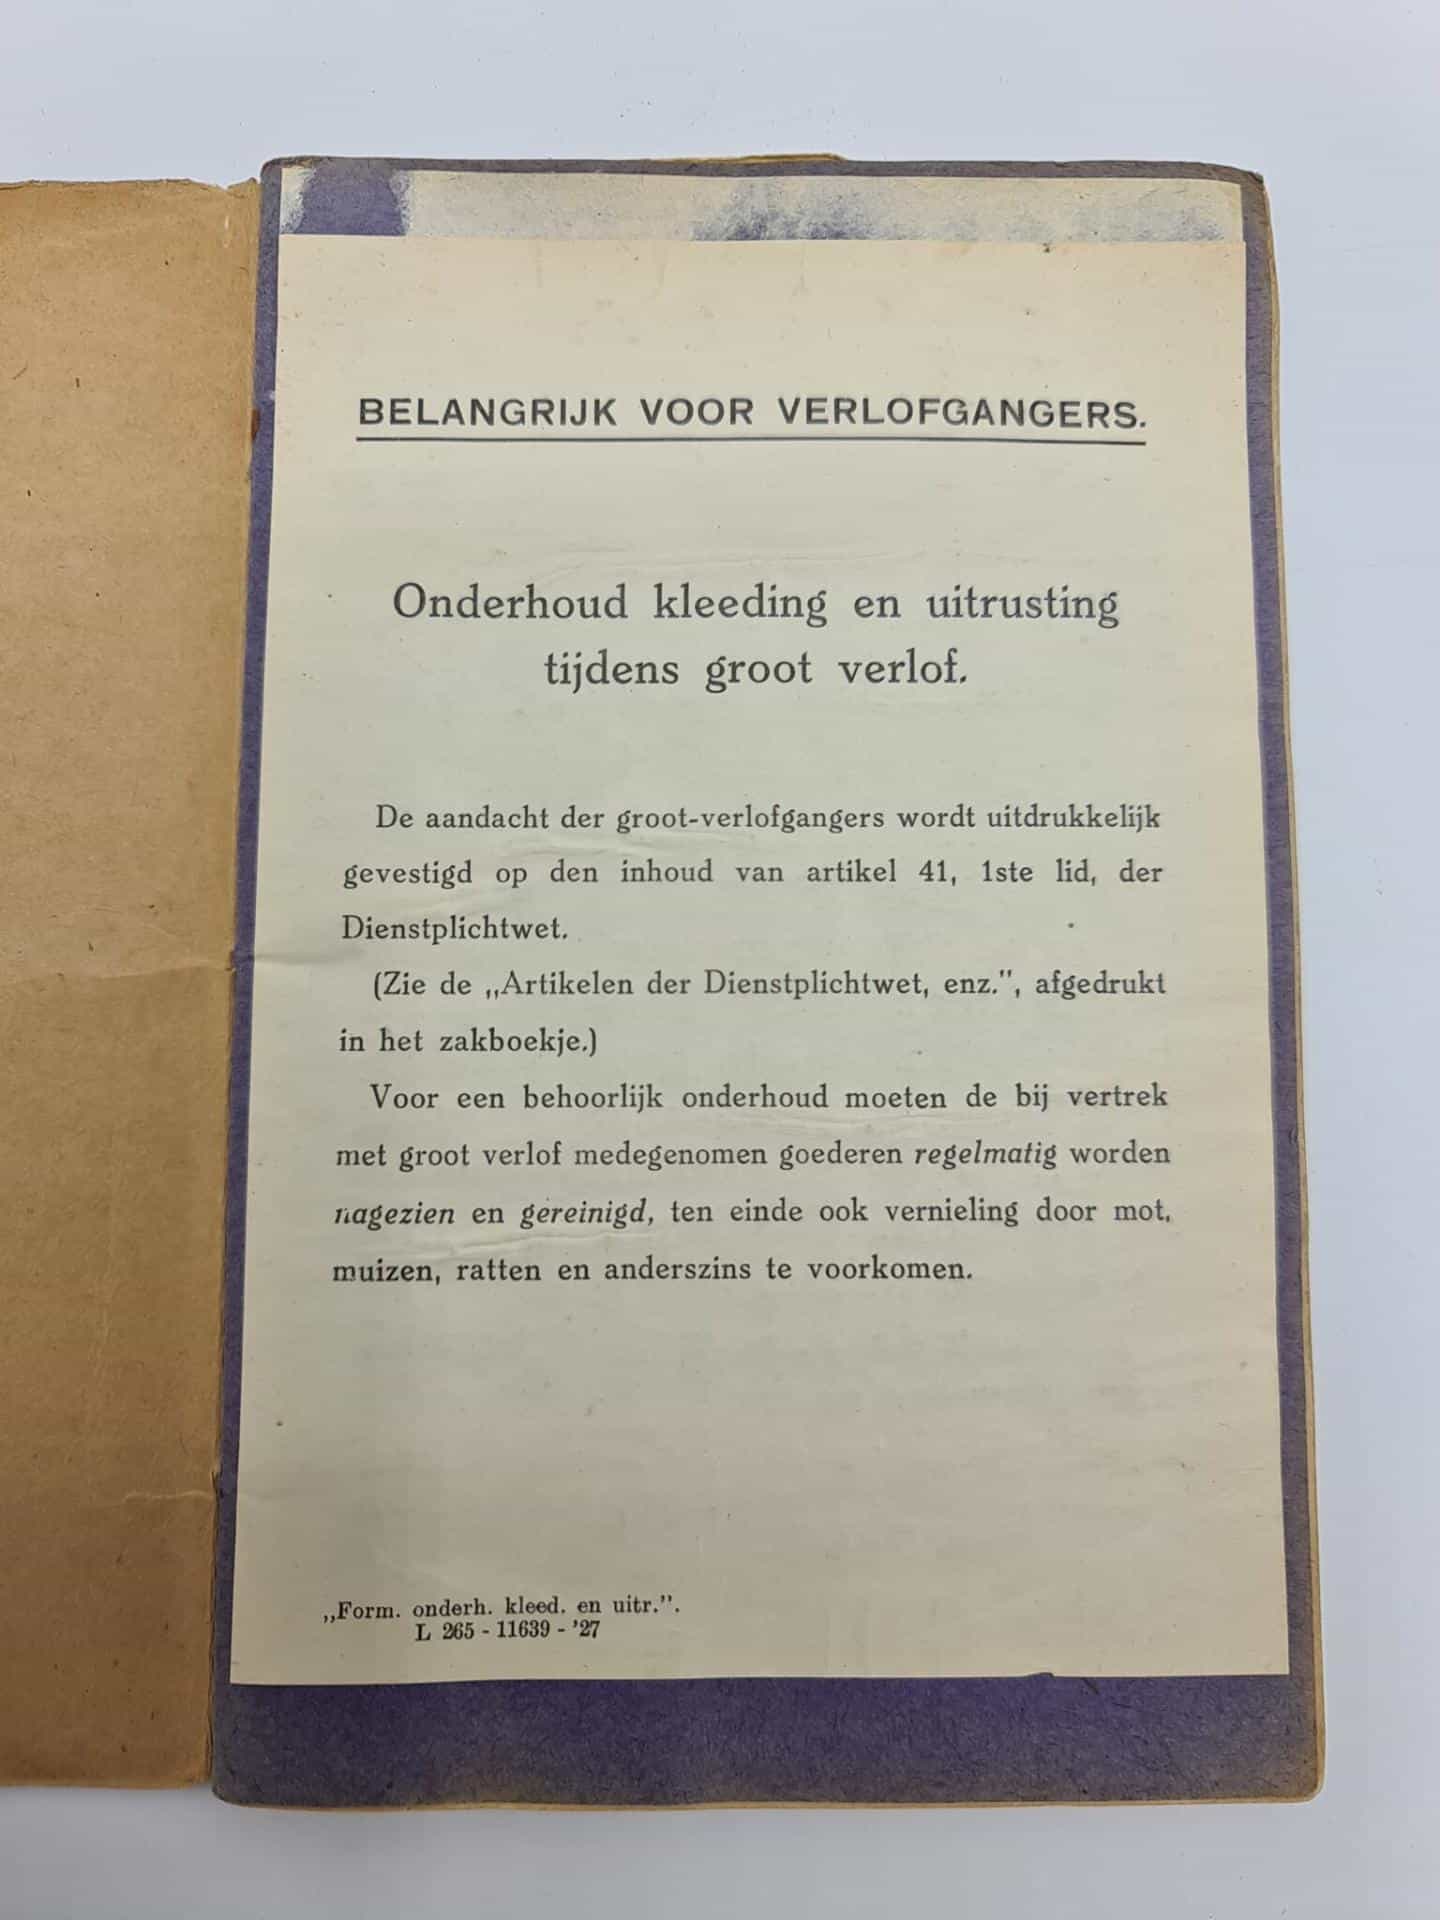 BELANGRIJK VOOR VERLOFGANGERS.
Onderhoud kleeding en uitrusting
tijdens groot verlof.
De aandacht der groot-verlofgangers wordt uitdrukkelijk
gevestigd op den inhoud van artikel 41, 1ste lid, der
Dienstplichtwet.
(Zie de „Artikelen der Dienstplichtwet, enz.", afgedrukt
in het zakboekje.)
Voor een behoorlijk onderhoud moeten de bij vertrek
met groot verlof medegenomen goederen regelmatig worden
nagezien en gereinigd, ten einde ook vernieling door mot,
muizen, ratten en anderszins te voorkomen.
„Form. onderh. kleed. en uitr.".
L 265 - 11639 - '27